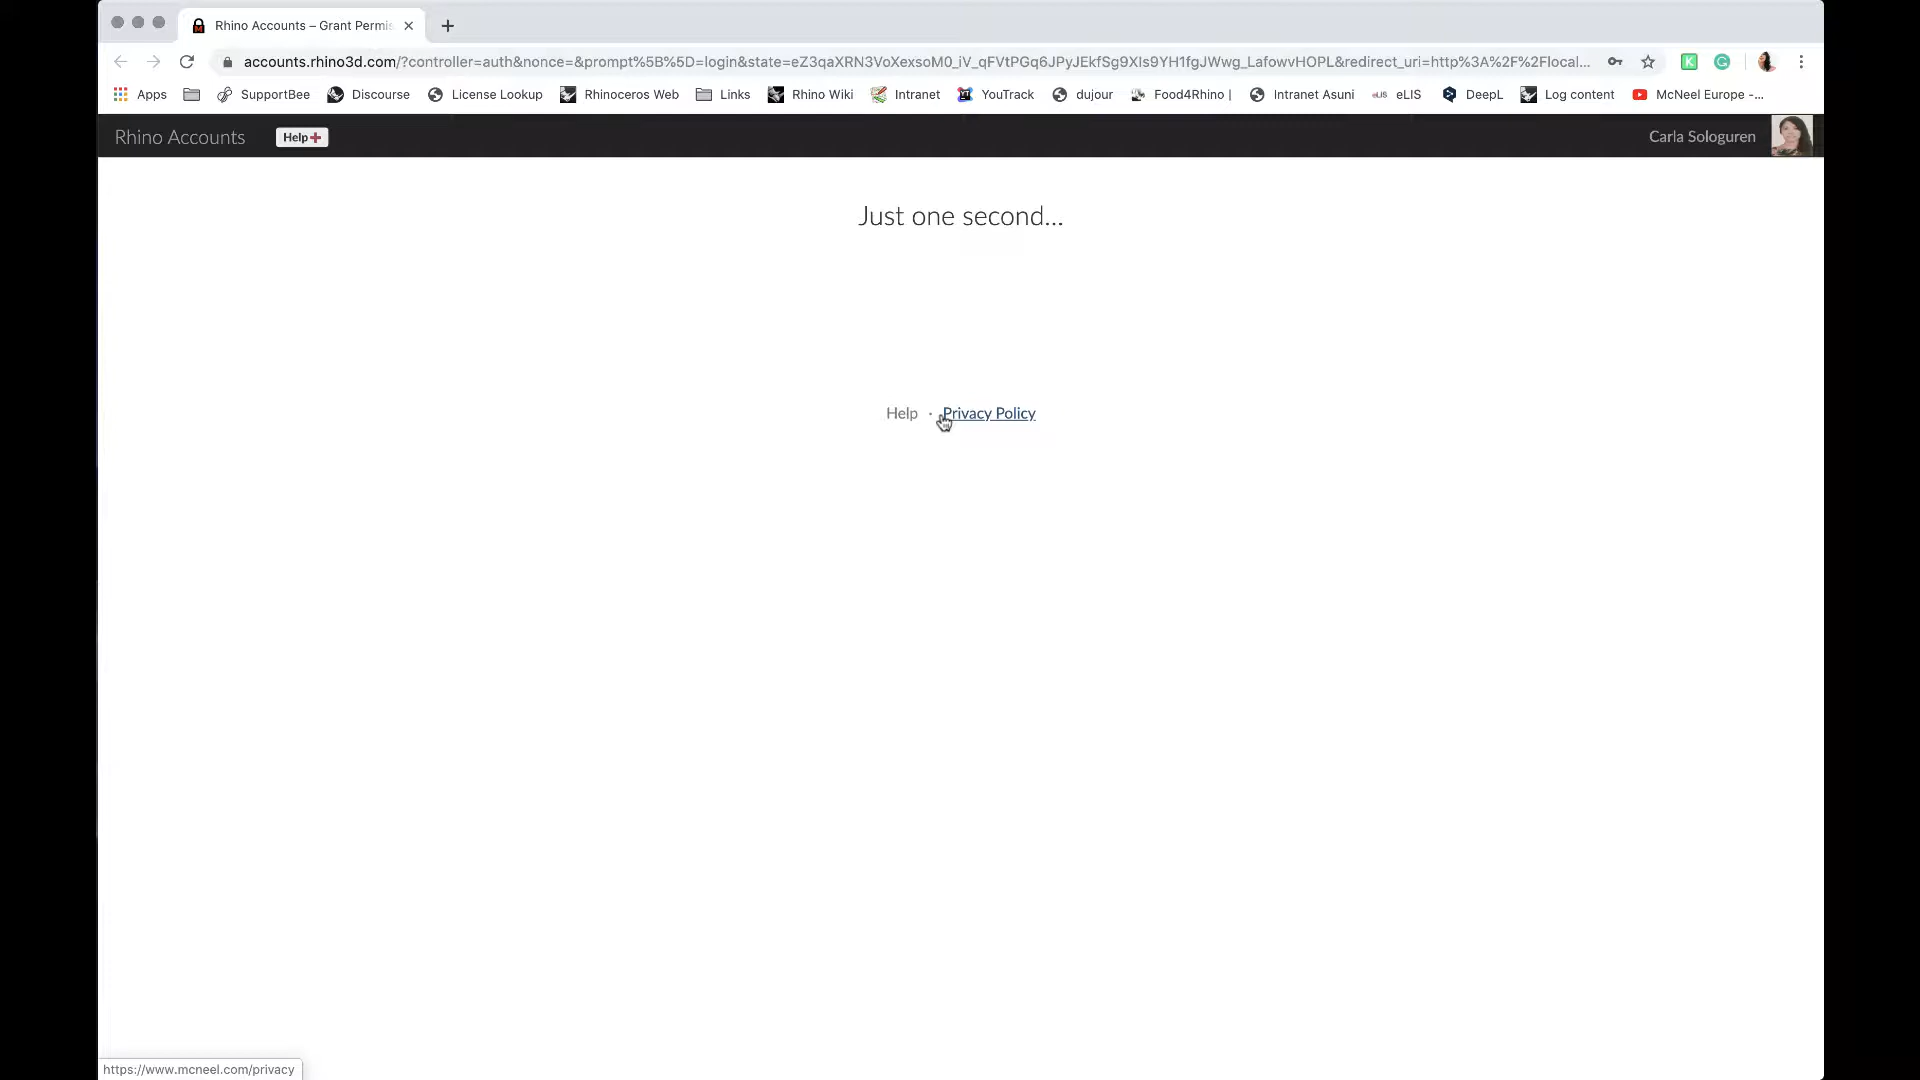 Rhino Accounts – Grant Permis
accounts.rhino3d.com/?controller=auth&nonce=&prompt%5B%5D=login&state=eZ3qaXRN3VoXexsoM0_iV_qFVtPGq6JPyJEkfSg9Xls9YH1fgJWwg_LafowvHOPL&redirect_uri=http%3A%2F%2Flocal...
Apps SupportBee Discourse License Lookup Rhinoceros Web Links Rhino Wiki Intranet YouTrack dujour Food4Rhino | Intranet Asuni eLIS eLIS DeepL Log content McNeel Europe -...
Rhino Accounts Help+ Carla Sologuren
Just one second...
Help · Privacy Policy
https://www.mcneel.com/privacy